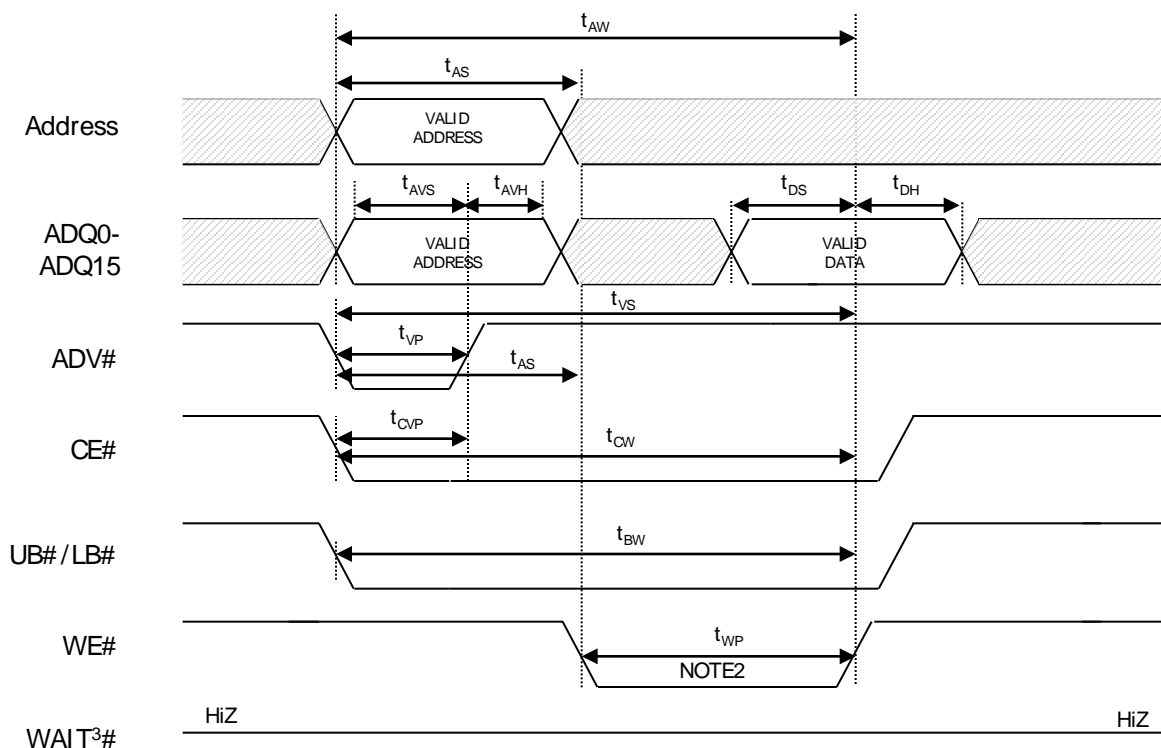 tAW
tAS
Address
VALID
ADDRESS
tAVS
tAVH
tDS
tDH
ADQ0-
ADQ15
VALID
ADDRESS
VALID
DATA
tVS
ADV#
tVP
tAS
CE#
tCVP
tCW
UB# / LB#
tBW
WE#
tWP
NOTE2
HiZ
HiZ
WAIT³#